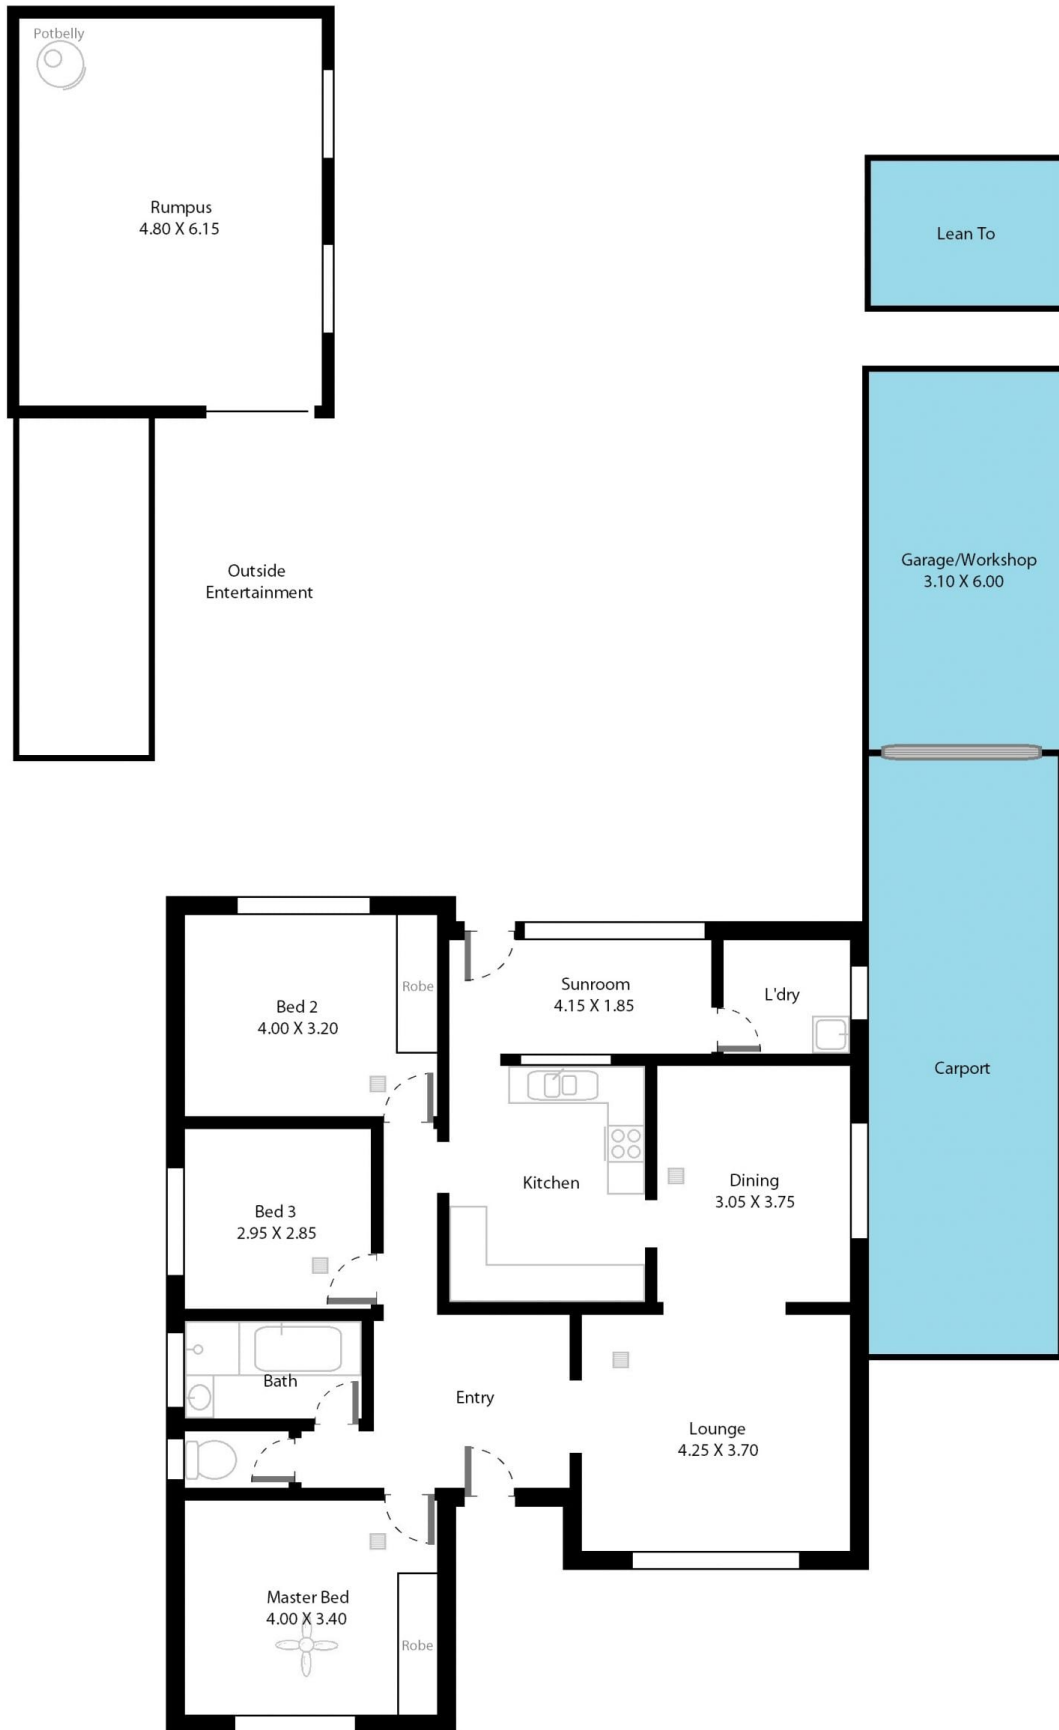 Potbelly
Rumpus
4.80 X 6.15
Lean To
Garage/Workshop
3.10 X 6.00
Outside
Entertainment
Bed 2
4.00 X 3.20
Robe
Sunroom
4.15 X 1.85
L'dry
Carport
Kitchen
Dining
3.05 X 3.75
Bed 3
2.95 X 2.85
Bath
Entry
Lounge
4.25 X 3.70
Master Bed
4.00 X 3.40
Robe